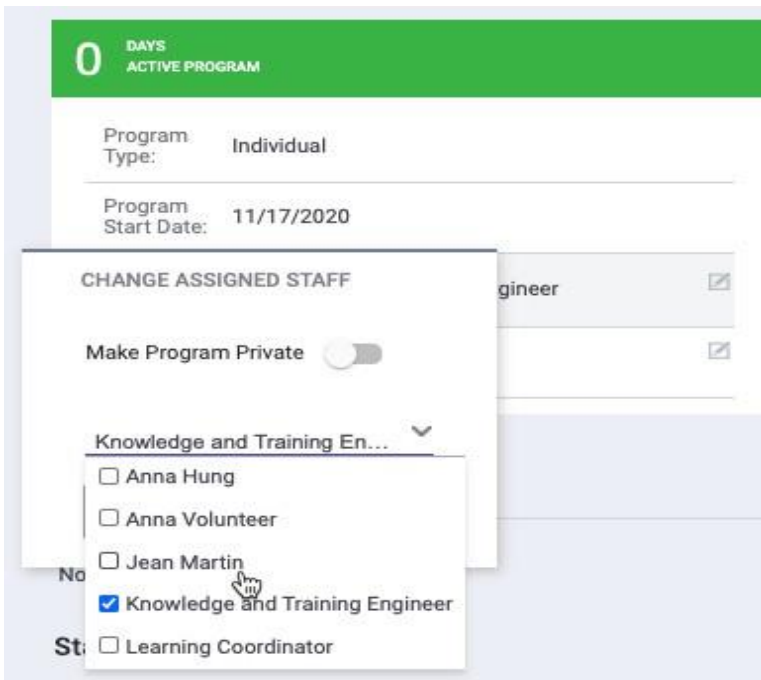 0 DAYS
ACTIVE PROGRAM
Program
Type:
Individual
Program
Start Date:
11/17/2020
CHANGE ASSIGNED STAFF
gineer
Make Program Private
Knowledge and Training En...
Anna Hung
Anna Volunteer
Jean Martin
No
Knowledge and Training Engineer
Sta
Learning Coordinator